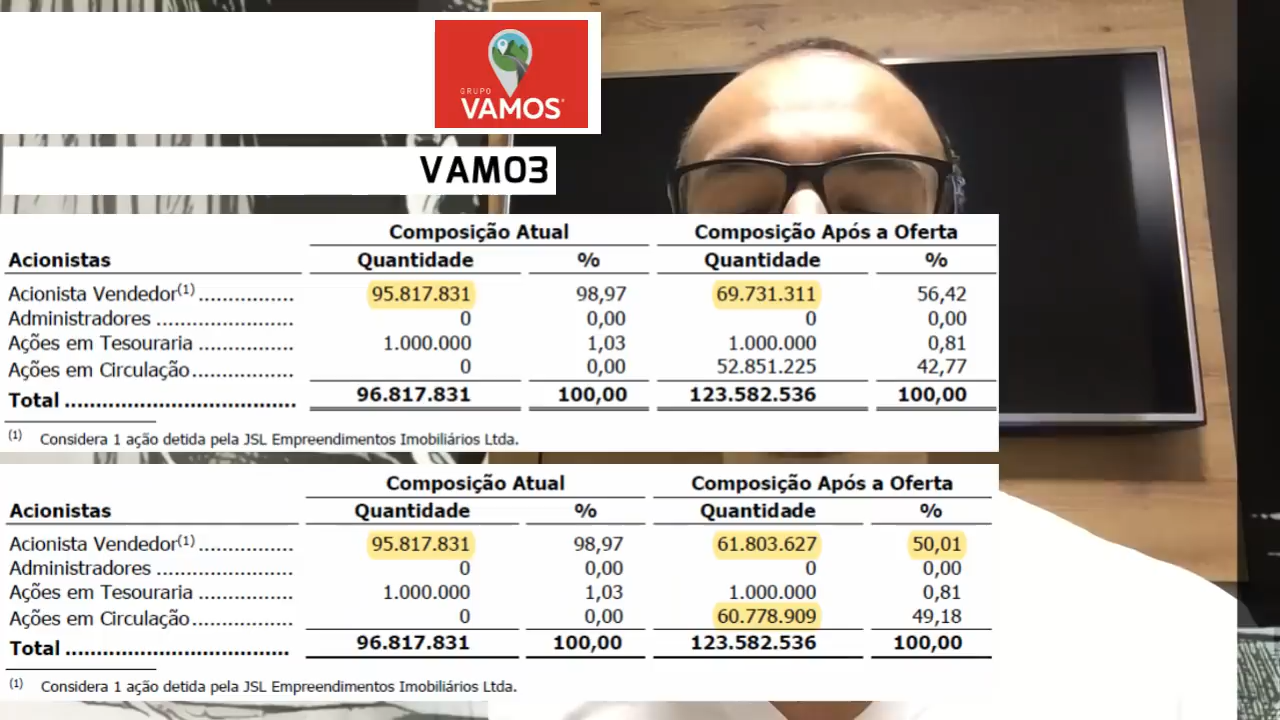 GRUPO
VAMOS
VAMO3
Composição Atual Composição Após a Oferta
Acionistas Quantidade % Quantidade %
Acionista Vendedor(1) ................ 95.817.831 98,97 69.731.311 56,42
Administradores ...................... 0 0,00 0 0,00
Ações em Tesouraria ................ 1.000.000 1,03 1.000.000 0,81
Ações em Circulação................. 0 0,00 52.851.225 42,77
Total ...................................... 96.817.831 100,00 123.582.536 100,00
(1) Considera 1 ação detida pela JSL Empreendimentos Imobiliários Ltda.
Composição Atual Composição Após a Oferta
Acionistas Quantidade % Quantidade %
Acionista Vendedor(1) ................ 95.817.831 98,97 61.803.627 50,01
Administradores ...................... 0 0,00 0 0,00
Ações em Tesouraria ................ 1.000.000 1,03 1.000.000 0,81
Ações em Circulação................. 0 0,00 60.778.909 49,18
Total ..................................... 96.817.831 100,00 123.582.536 100,00
(1) Considera 1 ação detida pela JSL Empreendimentos Imobiliários Ltda.